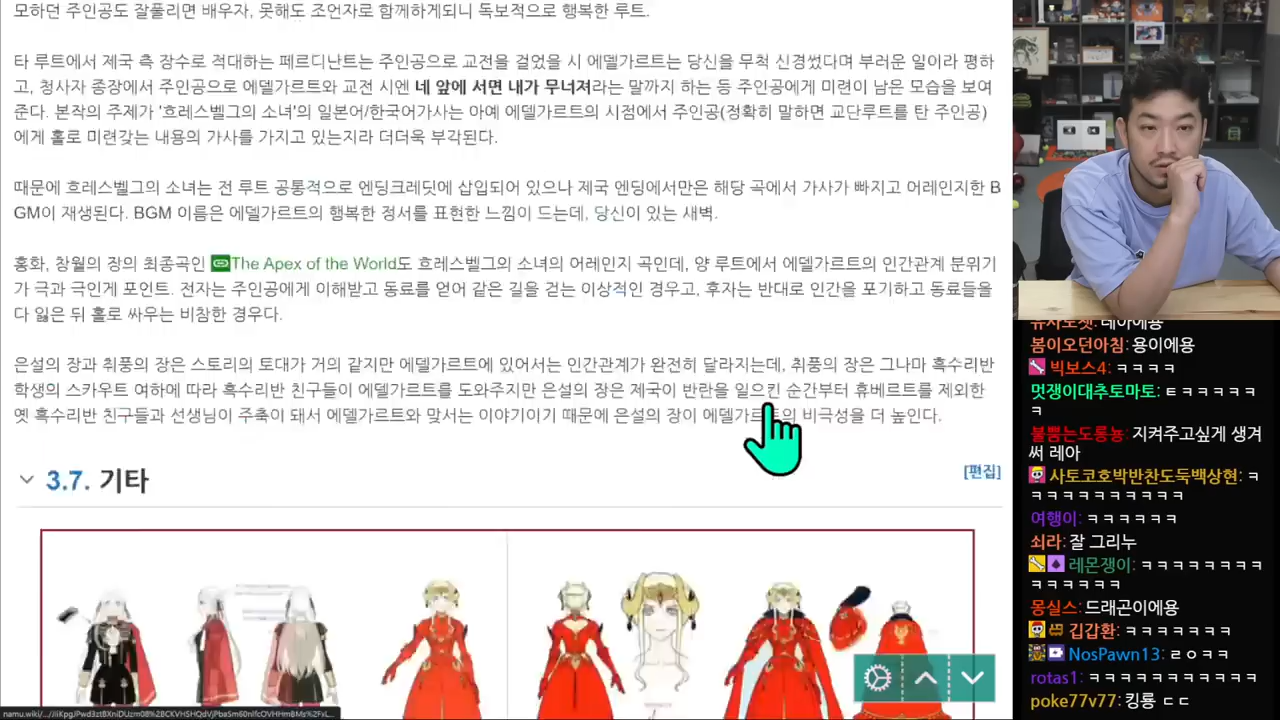 모하던 주인공도 잘풀리면 배우자, 못해도 조언자로 함께하게되니 독보적으로 행복한 루트.
타 루트에서 제국 측 장수로 적대하는 페르디난트는 주인공으로 교전을 걸었을 시 에델가르트는 당신을 무척 신경썼다며 부러운 일이라 평하
고, 청사자 종장에서 주인공으로 에델가르트와 교전 시엔 네 앞에 서면 내가 무너져라는 말까지 하는 등 주인공에게 미련이 남은 모습을 보여
준다. 본작의 주제가 '흐레스벨그의 소녀'의 일본어/한국어가사는 아예 에델가르트의 시점에서 주인공(정확히 말하면 교단루트를 탄 주인공)
에게 홀로 미련갖는 내용의 가사를 가지고 있는지라 더더욱 부각된다.
때문에 흐레스벨그의 소녀는 전 루트 공통적으로 엔딩크레딧에 삽입되어 있으나 제국 엔딩에서만은 해당 곡에서 가사가 빠지고 어레인지한 B
GM이 재생된다. BGM 이름은 에델가르트의 행복한 정서를 표현한 느낌이 드는데, 당신이 있는 새벽.
홍화, 창월의 장의 최종곡인 The Apex of the World도 흐레스벨그의 소녀의 어레인지 곡인데, 양 루트에서 에델가르트의 인간관계 분위기
가 극과 극인게 포인트. 전자는 주인공에게 이해받고 동료를 얻어 같은 길을 걷는 이상적인 경우고, 후자는 반대로 인간을 포기하고 동료들을
다 잃은 뒤 홀로 싸우는 비참한 경우다.
은설의 장과 취풍의 장은 스토리의 토대가 거의 같지만 에델가르트에 있어서는 인간관계가 완전히 달라지는데, 취풍의 장은 그나마 흑수리반
학생의 스카우트 여하에 따라 흑수리반 친구들이 에델가르트를 도와주지만 은설의 장은 제국이 반란을 일으킨 순간부터 휴베르트를 제외한
옛 흑수리반 친구들과 선생님이 주축이 돼서 에델가르트와 맞서는 이야기이기 때문에 은설의 장이 에델가르트의 비극성을 더 높인다.
3.7. 기타
[편집]
유사로켓: 레아에용
봄이오던아침: 용이에용
빅보스4: ㅋㅋㅋㅋ
멋쟁이대추토마토: ㅌㅋㅋㅋㅋㅋ
ㅋ
불뿜는도롱뇽: 지켜주고싶게 생겨
써 레아
사토코호박반찬도둑백상현: ㅋ
ㅋㅋㅋㅋㅋㅋㅋㅋㅋㅋ
여행이: ㅋㅋㅋㅋㅋㅋ
쇠라: 잘 그리누
레몬쟁이: ㅋㅋㅋㅋㅋㅋㅋㅋ
ㅋㅋㅋㅋㅋㅋ
몽실스: 드래곤이에용
김갑환: ㅋㅋㅋㅋㅋㅋㅋ
NosPawn13: ㄹㅇㅋㅋ
rotas1: ㅋㅋㅋㅋㅋㅋㅋㅋㅋㅋㅋ
poke77v77: 킹룡 ㄷㄷ